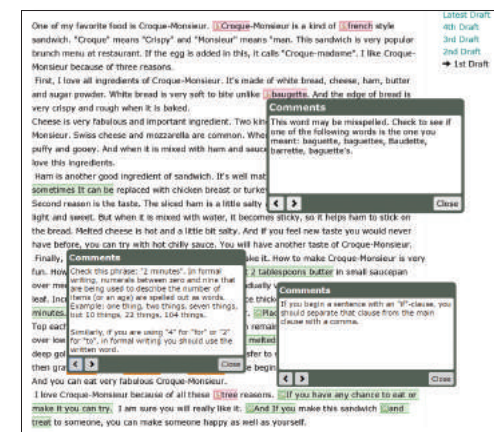 One of my favorite food is Croque-Monsieur. Croque-Monsieur is a kind of french style
sandwich. "Croque" means "Crispy" and "Monsieur" means "man. This sandwich is very popular
brunch menu at restaurant. If the egg is added in this, it calls "Croque-madame". I like Croque-
Monsieur because of three reasons.
First, I love all ingredients of Croque-Monsieur. It's made of white bread, cheese, ham, butter
and sugar powder. White bread is very soft to bite unlike baugette. And the edge of bread is
very crispy and rough when it is baked.
Cheese is very fabulous and important ingredient. Two
Monsieur. Swiss cheese and mozzarella are common.
puffy and gooey. And when it is mixed with ham and
love this ingredients.
Ham is another good ingredient of sandwich. It's well
sometimes It can be replaced with chicken breast or
Second reason is the taste. The sliced ham is a little salty
light and sweet. But when it is mixed with water, it becomes sticky, so it helps ham to stick on
the bread. Melted cheese is hot and a little bit salty. And if you feel new taste you would never
have before, you can try with hot chilly sauce. You will have another taste of Croque-Monsieur.
Finally, it. How to make Croque-Monsieur is very
fun. 2 tablespoons butter in small saucepan
over
leaf.
minutes.
Top each remain
over low melted
deep
then
And you can eat very fabulous Croque-Monsieur.
I love Croque-Monsieur because of all these tree reasons. If you have any chance to eat or
make it you can try. I am sure you will really like it. And If you make this sandwich and
treat to someone, you can make someone happy as well as yourself.
Latest Draft
4th Draft
3rd Draft
2nd Draft
1st Draft
Comments
This word may be misspelled. Check to see if
one of the following words is the one you
meant: baguette, baguettes, Baudette,
barrette, baguette's.
Close
Comments
Check this phrase: "2 minutes". In formal
writing, numerals between zero and nine that
are being used to describe the number of
items (or an age) are spelled out as words.
Example: one thing, two things, seven things,
but 10 things, 22 things, 104 things.
Similarly, if you are using "4" for "for" or "2"
for "to", in formal writing you should use the
written word.
Close
Comments
If you begin a sentence with an "if"-clause, you
should separate that clause from the main
clause with a comma.
Close